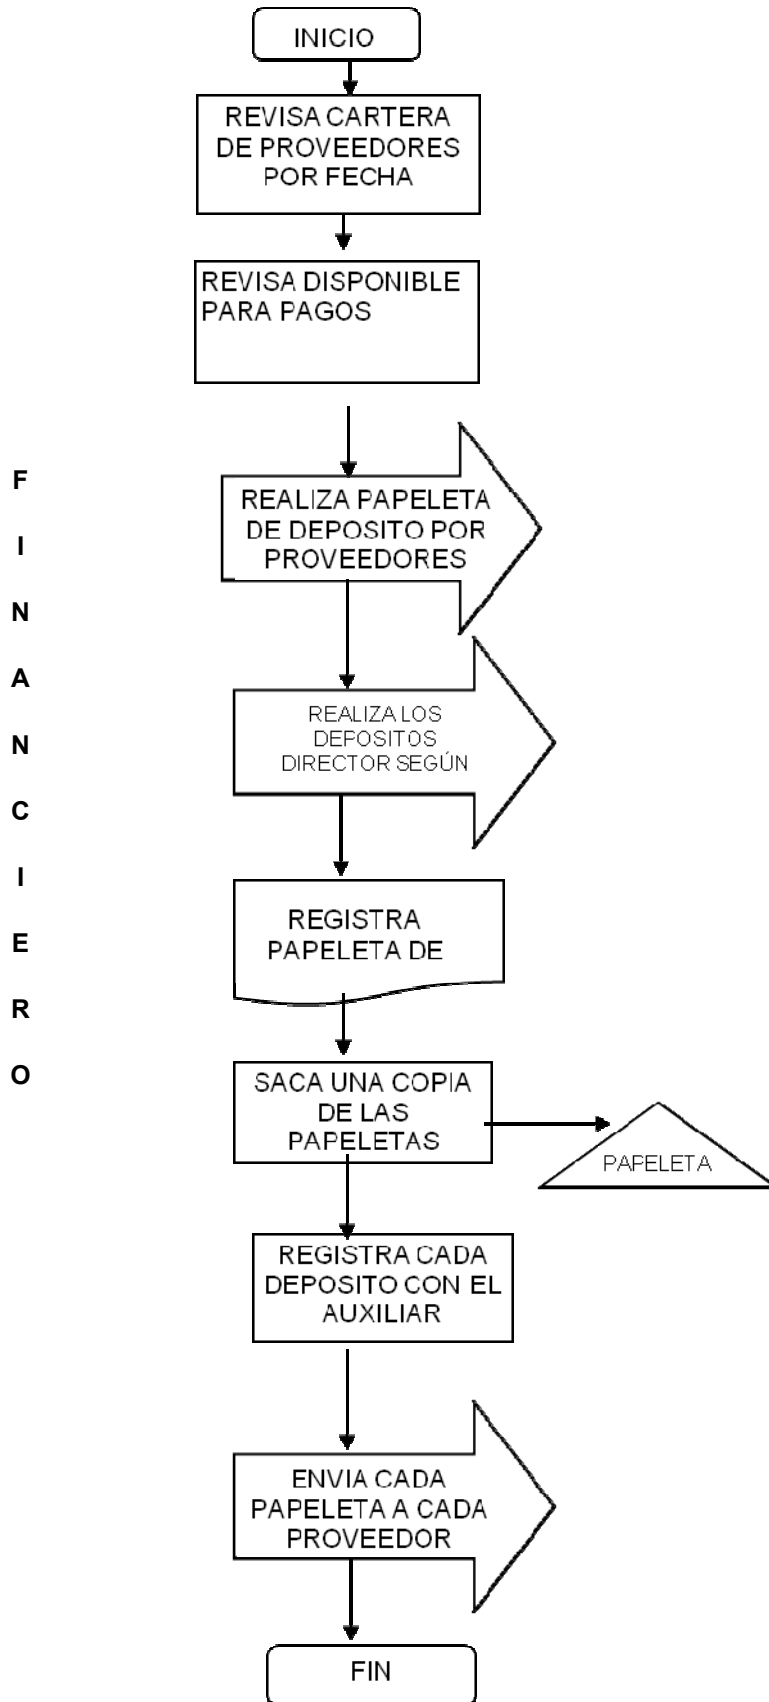 INICIO
REVISA CARTERA
DE PROVEEDORES
POR FECHA
REVISA DISPONIBLE
PARA PAGOS
REALIZA PAPELETA
DE DEPOSITO POR
PROVEEDORES
REALIZA LOS
DEPOSITOS
DIRECTOR SEGÚN
REGISTRA
PAPELETA DE
SACA UNA COPIA
DE LAS
PAPELETAS
PAPELETA
REGISTRA CADA
DEPOSITO CON EL
AUXILIAR
ENVIA CADA
PAPELETA A CADA
PROVEEDOR
FIN
F
I
N
A
N
C
I
E
R
O